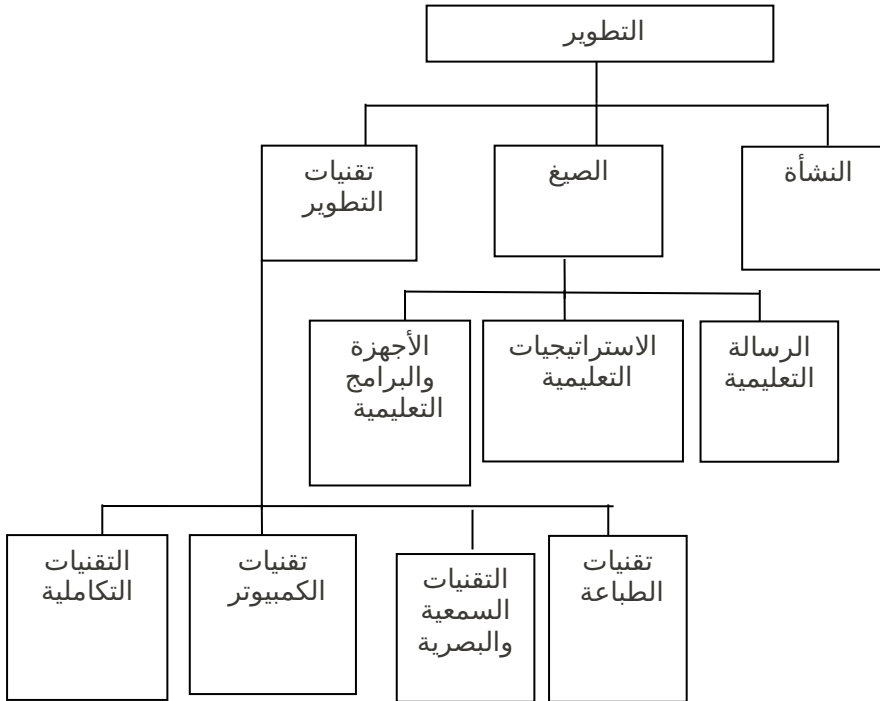 التطوير
النشأة
الصيغ
تقنيات
التطوير
الرسالة
التعليمية
الاستراتيجيات
التعليمية
الأجهزة
والبرامج
التعليمية
تقنيات
الطباعة
التقنيات
السمعية
والبصرية
تقنيات
الكمبيوتر
التقنيات
التكاملية